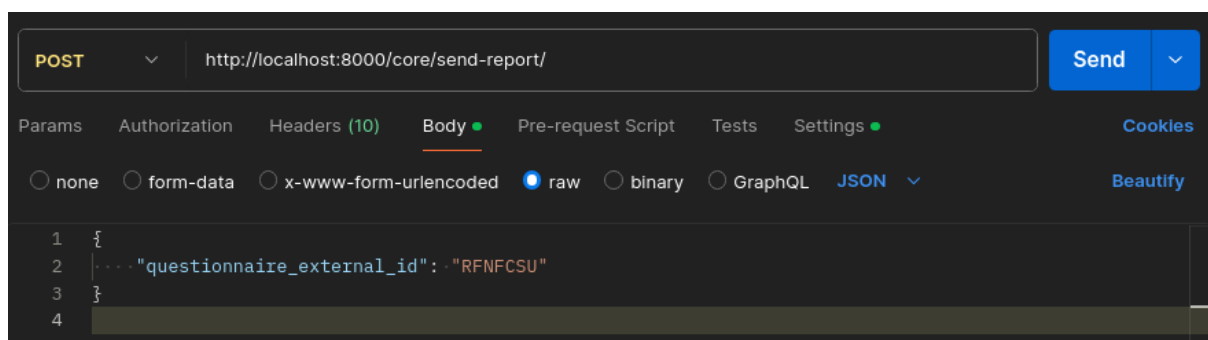 POST http://localhost:8000/core/send-report/ Send
Params Authorization Headers (10) Body Pre-request Script Tests Settings Cookies
none form-data x-www-form-urlencoded raw binary GraphQL JSON Beautify
1 {
2 ····"questionnaire_external_id":·"RFNFCSU"
3 }
4